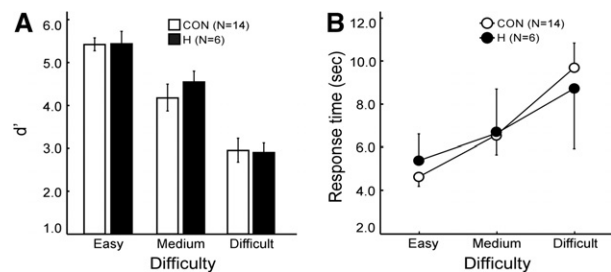 A
CON (N=14)
H (N=6)
6.0
5.0
4.0
3.0
2.0
1.0
d'
Easy Medium Difficult
Difficulty
B
CON (N=14)
H (N=6)
12.0
10.0
8.0
6.0
4.0
2.0
Response time (sec)
Easy Medium Difficult
Difficulty